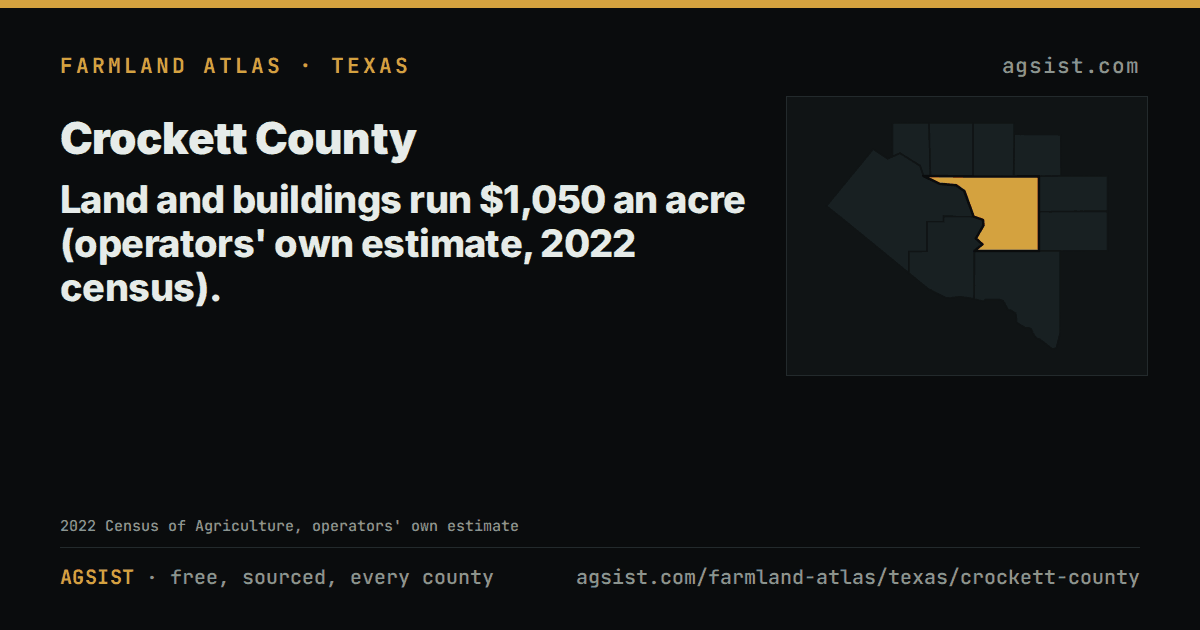 FARMLAND ATLAS · TEXAS
agsist.com
Crockett County
Land and buildings run $1,050 an acre
(operators' own estimate, 2022
census).
2022 Census of Agriculture, operators' own estimate
AGSIST · free, sourced, every county
agsist.com/farmland-atlas/texas/crockett-county